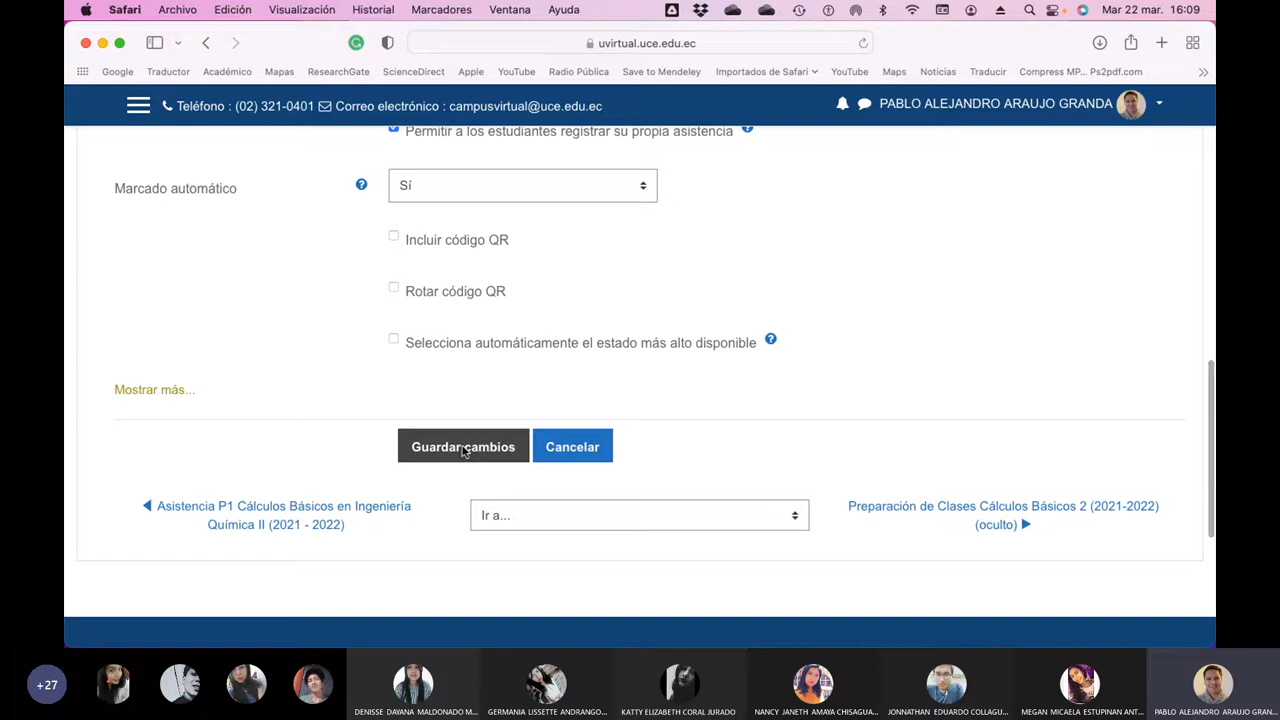 Safari Archivo Edición Visualización Historial Marcadores Ventana Ayuda Mar 22 mar. 16:09
uvirtual.uce.edu.ec
Google Traductor Académico Mapas ResearchGate ScienceDirect Apple YouTube Radio Pública Save to Mendeley Importados de Safari YouTube Maps Noticias Traducir Compress MP... Ps2pdf.com
Teléfono : (02) 321-0401 Correo electrónico : campusvirtual@uce.edu.ec PABLO ALEJANDRO ARAUJO GRANDA
Permitir a los estudiantes registrar su propia asistencia
Marcado automático Sí
Incluir código QR
Rotar código QR
Selecciona automáticamente el estado más alto disponible
Mostrar más...
Guardar cambios Cancelar
Asistencia P1 Cálculos Básicos en Ingeniería
Química II (2021 - 2022)
Ir a...
Preparación de Clases Cálculos Básicos 2 (2021-2022)
(oculto)
+27
DENISSE DAYANA MALDONADO M... GERMANIA LISSETTE ANDRANGO... KATTY ELIZABETH CORAL JURADO NANCY JANETH AMAYA CHISAGUA... JONNATHAN EDUARDO COLLAGU... MEGAN MICAELA ESTUPINAN ANT... PABLO ALEJANDRO ARAUJO GRAN...